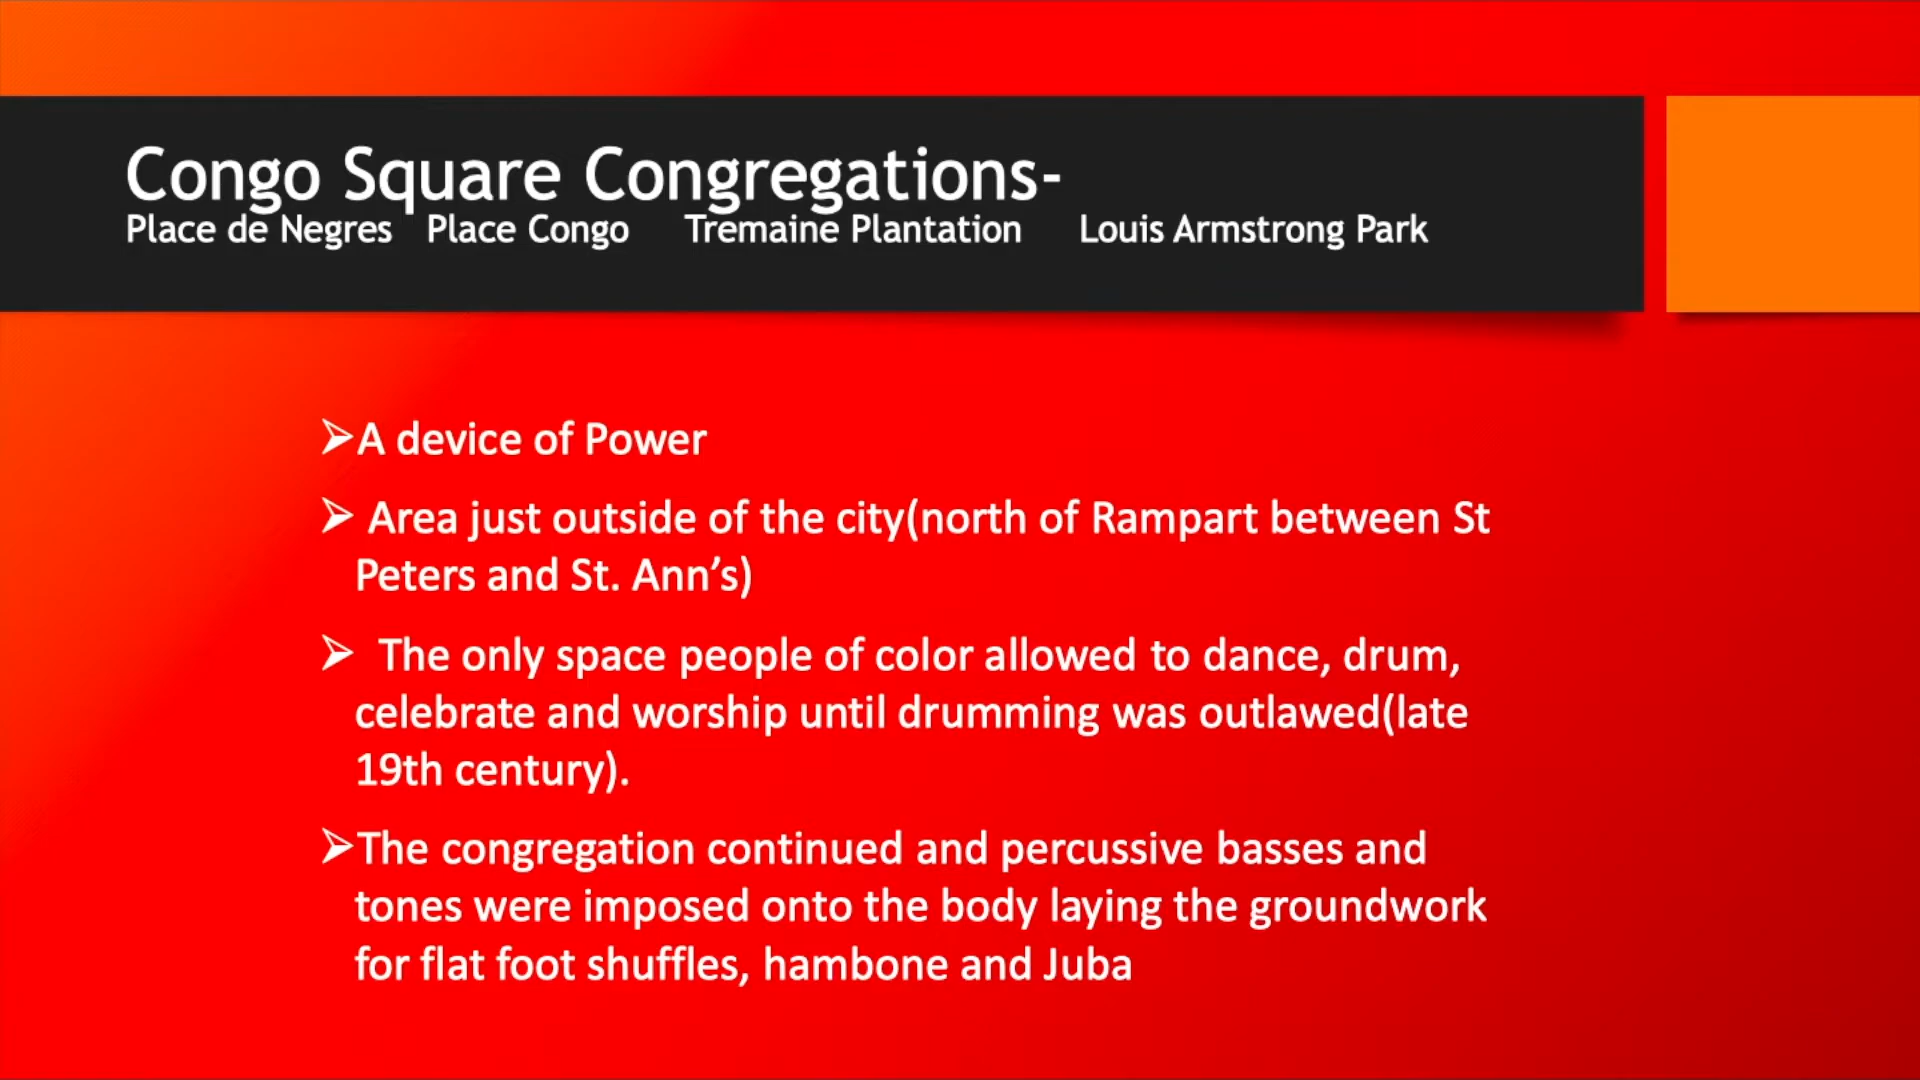 Congo Square Congregations-
Place de Negres Place Congo Tremaine Plantation Louis Armstrong Park
➢A device of Power
➢ Area just outside of the city(north of Rampart between St
Peters and St. Ann’s)
➢ The only space people of color allowed to dance, drum,
celebrate and worship until drumming was outlawed(late
19th century).
➢The congregation continued and percussive basses and
tones were imposed onto the body laying the groundwork
for flat foot shuffles, hambone and Juba